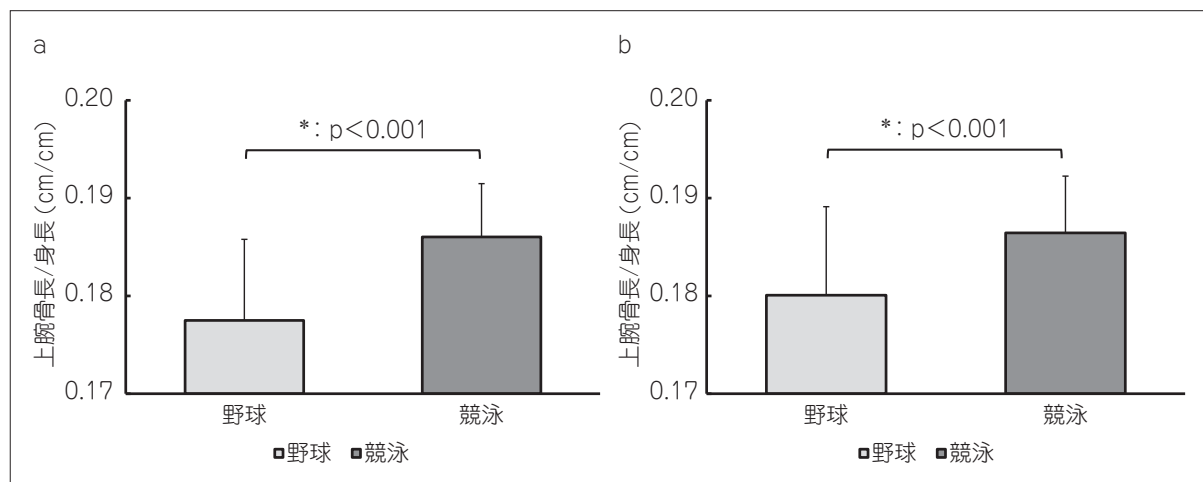 a
上腕骨長/身長(cm/cm)
0.20
0.19
0.18
0.17
*: p<0.001
野球
競泳
野球 競泳
b
上腕骨長/身長(cm/cm)
0.20
0.19
0.18
0.17
*: p<0.001
野球
競泳
野球 競泳